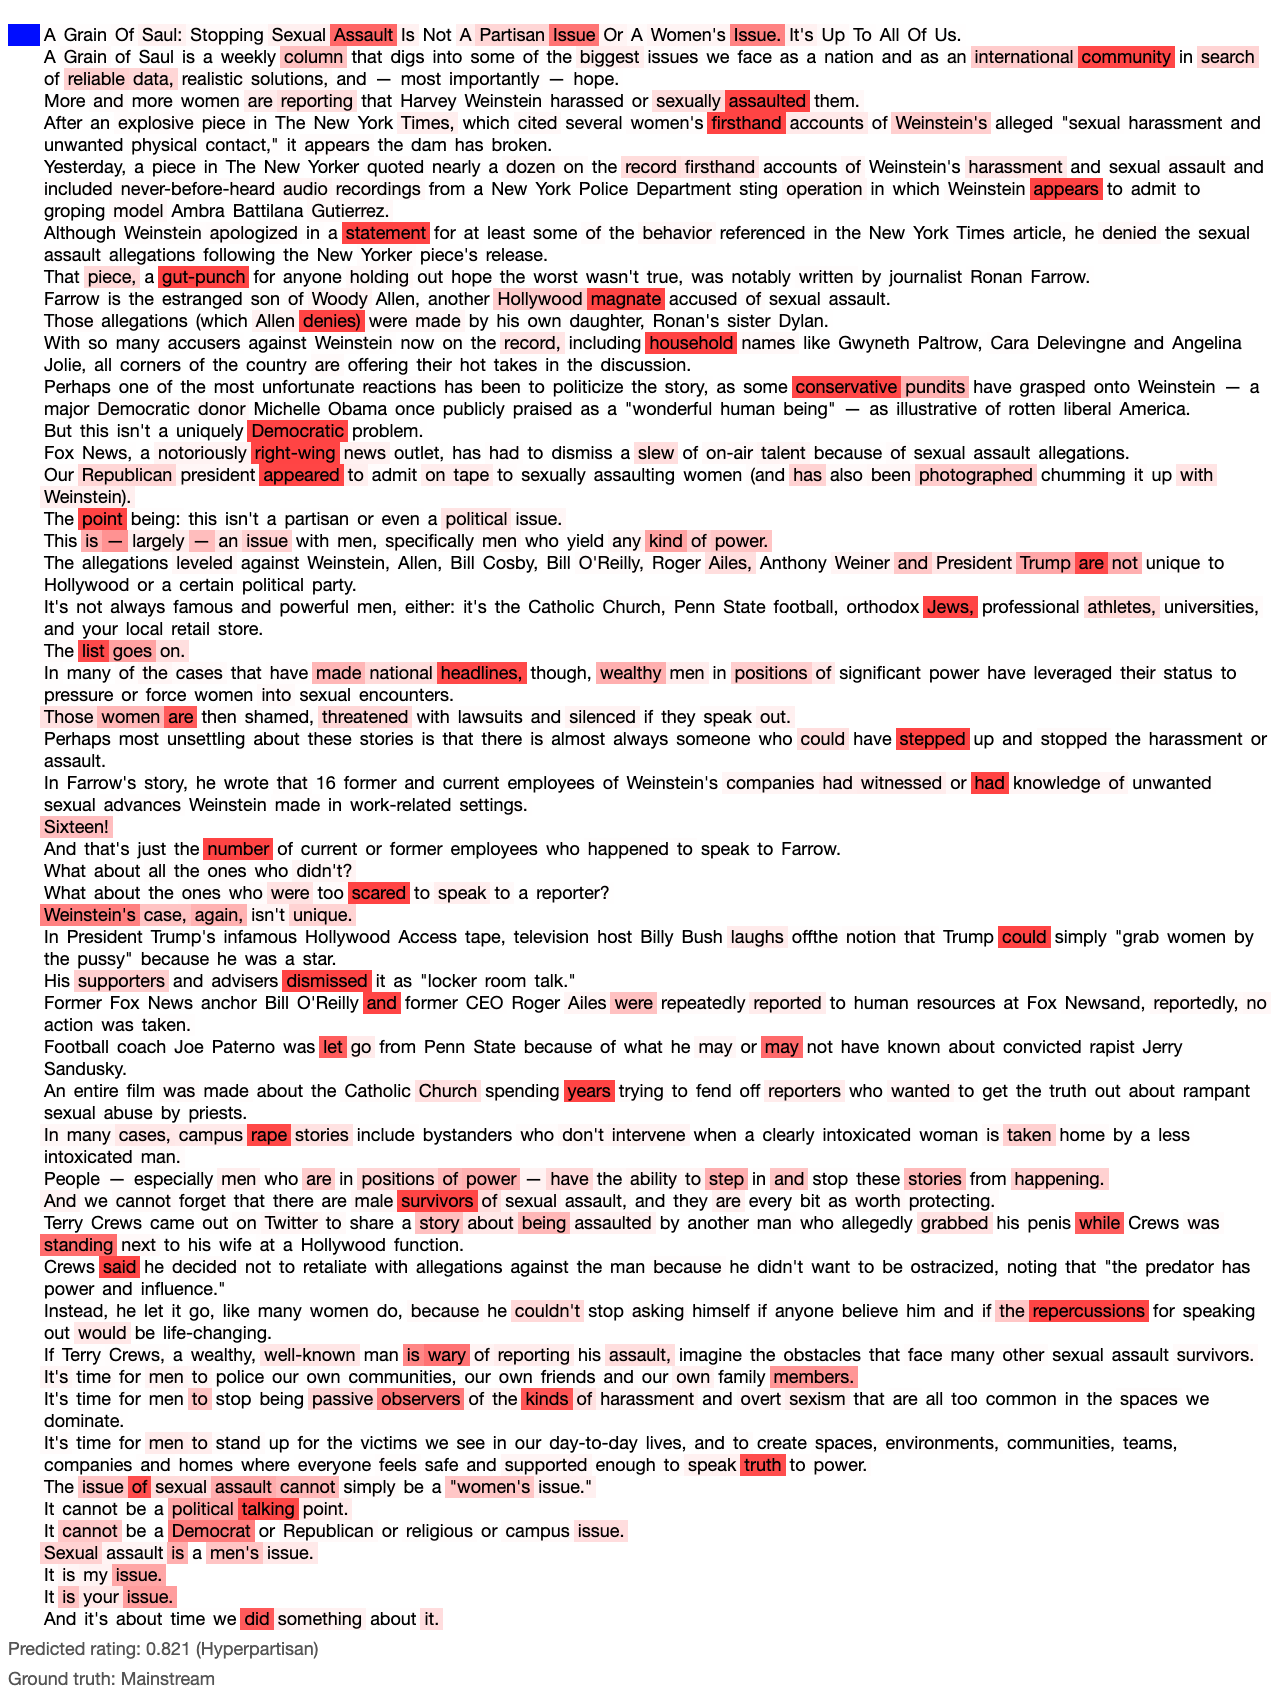 A Grain Of Saul: Stopping Sexual Assault Is Not A Partisan Issue Or A Women's Issue. It's Up To All Of Us.
A Grain of Saul is a weekly column that digs into some of the biggest issues we face as a nation and as an international community in search
of reliable data, realistic solutions, and — most importantly — hope.
More and more women are reporting that Harvey Weinstein harassed or sexually assaulted them.
After an explosive piece in The New York Times, which cited several women's firsthand accounts of Weinstein's alleged "sexual harassment and
unwanted physical contact," it appears the dam has broken.
Yesterday, a piece in The New Yorker quoted nearly a dozen on the record firsthand accounts of Weinstein's harassment and sexual assault and
included never-before-heard audio recordings from a New York Police Department sting operation in which Weinstein appears to admit to
groping model Ambra Battilana Gutierrez.
Although Weinstein apologized in a statement for at least some of the behavior referenced in the New York Times article, he denied the sexual
assault allegations following the New Yorker piece's release.
That piece, a gut-punch for anyone holding out hope the worst wasn't true, was notably written by journalist Ronan Farrow.
Farrow is the estranged son of Woody Allen, another Hollywood magnate accused of sexual assault.
Those allegations (which Allen denies) were made by his own daughter, Ronan's sister Dylan.
With so many accusers against Weinstein now on the record, including household names like Gwyneth Paltrow, Cara Delevingne and Angelina
Jolie, all corners of the country are offering their hot takes in the discussion.
Perhaps one of the most unfortunate reactions has been to politicize the story, as some conservative pundits have grasped onto Weinstein — a
major Democratic donor Michelle Obama once publicly praised as a "wonderful human being" — as illustrative of rotten liberal America.
But this isn't a uniquely Democratic problem.
Fox News, a notoriously right-wing news outlet, has had to dismiss a slew of on-air talent because of sexual assault allegations.
Our Republican president appeared to admit on tape to sexually assaulting women (and has also been photographed chumming it up with
Weinstein).
The point being: this isn't a partisan or even a political issue.
This is — largely — an issue with men, specifically men who yield any kind of power.
The allegations leveled against Weinstein, Allen, Bill Cosby, Bill O'Reilly, Roger Ailes, Anthony Weiner and President Trump are not unique to
Hollywood or a certain political party.
It's not always famous and powerful men, either: it's the Catholic Church, Penn State football, orthodox Jews, professional athletes, universities,
and your local retail store.
The list goes on.
In many of the cases that have made national headlines, though, wealthy men in positions of significant power have leveraged their status to
pressure or force women into sexual encounters.
Those women are then shamed, threatened with lawsuits and silenced if they speak out.
Perhaps most unsettling about these stories is that there is almost always someone who could have stepped up and stopped the harassment or
assault.
In Farrow's story, he wrote that 16 former and current employees of Weinstein's companies had witnessed or had knowledge of unwanted
sexual advances Weinstein made in work-related settings.
Sixteen!
And that's just the number of current or former employees who happened to speak to Farrow.
What about all the ones who didn't?
What about the ones who were too scared to speak to a reporter?
Weinstein's case, again, isn't unique.
In President Trump's infamous Hollywood Access tape, television host Billy Bush laughs offthe notion that Trump could simply "grab women by
the pussy" because he was a star.
His supporters and advisers dismissed it as "locker room talk."
Former Fox News anchor Bill O'Reilly and former CEO Roger Ailes were repeatedly reported to human resources at Fox Newsand, reportedly, no
action was taken.
Football coach Joe Paterno was let go from Penn State because of what he may or may not have known about convicted rapist Jerry
Sandusky.
An entire film was made about the Catholic Church spending years trying to fend off reporters who wanted to get the truth out about rampant
sexual abuse by priests.
In many cases, campus rape stories include bystanders who don't intervene when a clearly intoxicated woman is taken home by a less
intoxicated man.
People — especially men who are in positions of power — have the ability to step in and stop these stories from happening.
And we cannot forget that there are male survivors of sexual assault, and they are every bit as worth protecting.
Terry Crews came out on Twitter to share a story about being assaulted by another man who allegedly grabbed his penis while Crews was
standing next to his wife at a Hollywood function.
Crews said he decided not to retaliate with allegations against the man because he didn't want to be ostracized, noting that "the predator has
power and influence."
Instead, he let it go, like many women do, because he couldn't stop asking himself if anyone believe him and if the repercussions for speaking
out would be life-changing.
If Terry Crews, a wealthy, well-known man is wary of reporting his assault, imagine the obstacles that face many other sexual assault survivors.
It's time for men to police our own communities, our own friends and our own family members.
It's time for men to stop being passive observers of the kinds of harassment and overt sexism that are all too common in the spaces we
dominate.
It's time for men to stand up for the victims we see in our day-to-day lives, and to create spaces, environments, communities, teams,
companies and homes where everyone feels safe and supported enough to speak truth to power.
The issue of sexual assault cannot simply be a "women's issue."
It cannot be a political talking point.
It cannot be a Democrat or Republican or religious or campus issue.
Sexual assault is a men's issue.
It is my issue.
It is your issue.
And it's about time we did something about it.
Predicted rating: 0.821 (Hyperpartisan)
Ground truth: Mainstream